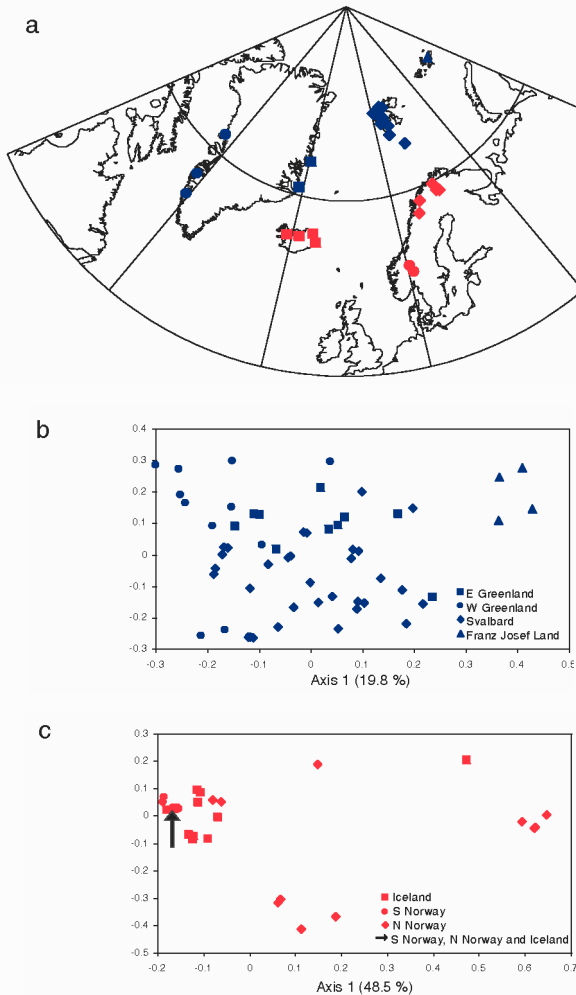 a
b
0.4
0.3
0.2
0.1
0
-0.1
-0.2
-0.3
-0.3 -0.2 -0.1 0 0.1 0.2 0.3 0.4 0.5
E Greenland
W Greenland
Svalbard
Franz Josef Land
Axis 1 (19.8 %)
c
0.3
0.2
0.1
0
-0.1
-0.2
-0.3
-0.4
-0.5
-0.2 -0.1 0 0.1 0.2 0.3 0.4 0.5 0.6 0.7
Iceland
S Norway
N Norway
S Norway, N Norway and Iceland
Axis 1 (48.5 %)